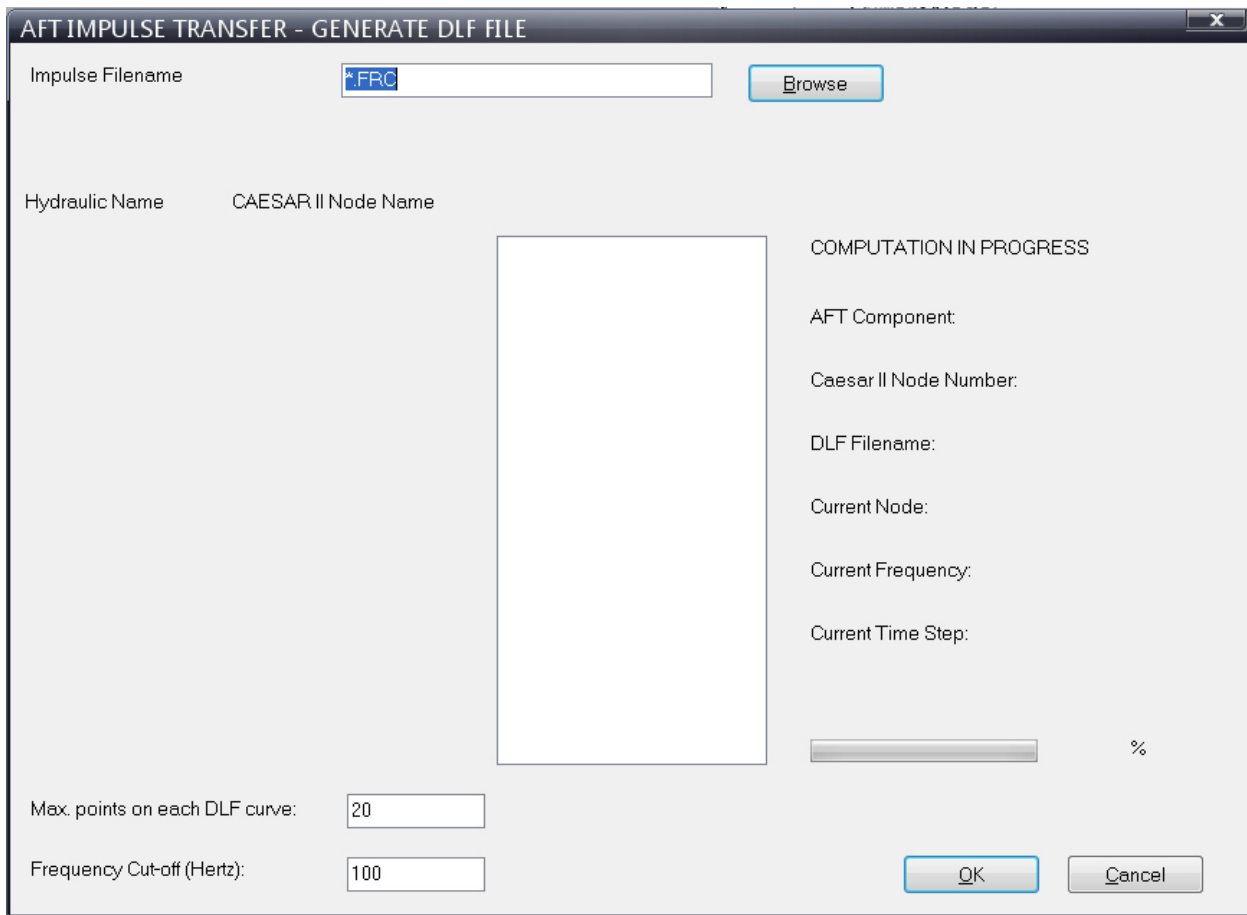 AFT IMPULSE TRANSFER - GENERATE DLF FILE
x
Impulse Filename
*.FRC
Browse
Hydraulic Name
CAESAR II Node Name
COMPUTATION IN PROGRESS
AFT Component:
Caesar II Node Number:
DLF Filename:
Current Node:
Current Frequency:
Current Time Step:
%
Max. points on each DLF curve:
20
Frequency Cut-off (Hertz):
100
OK
Cancel